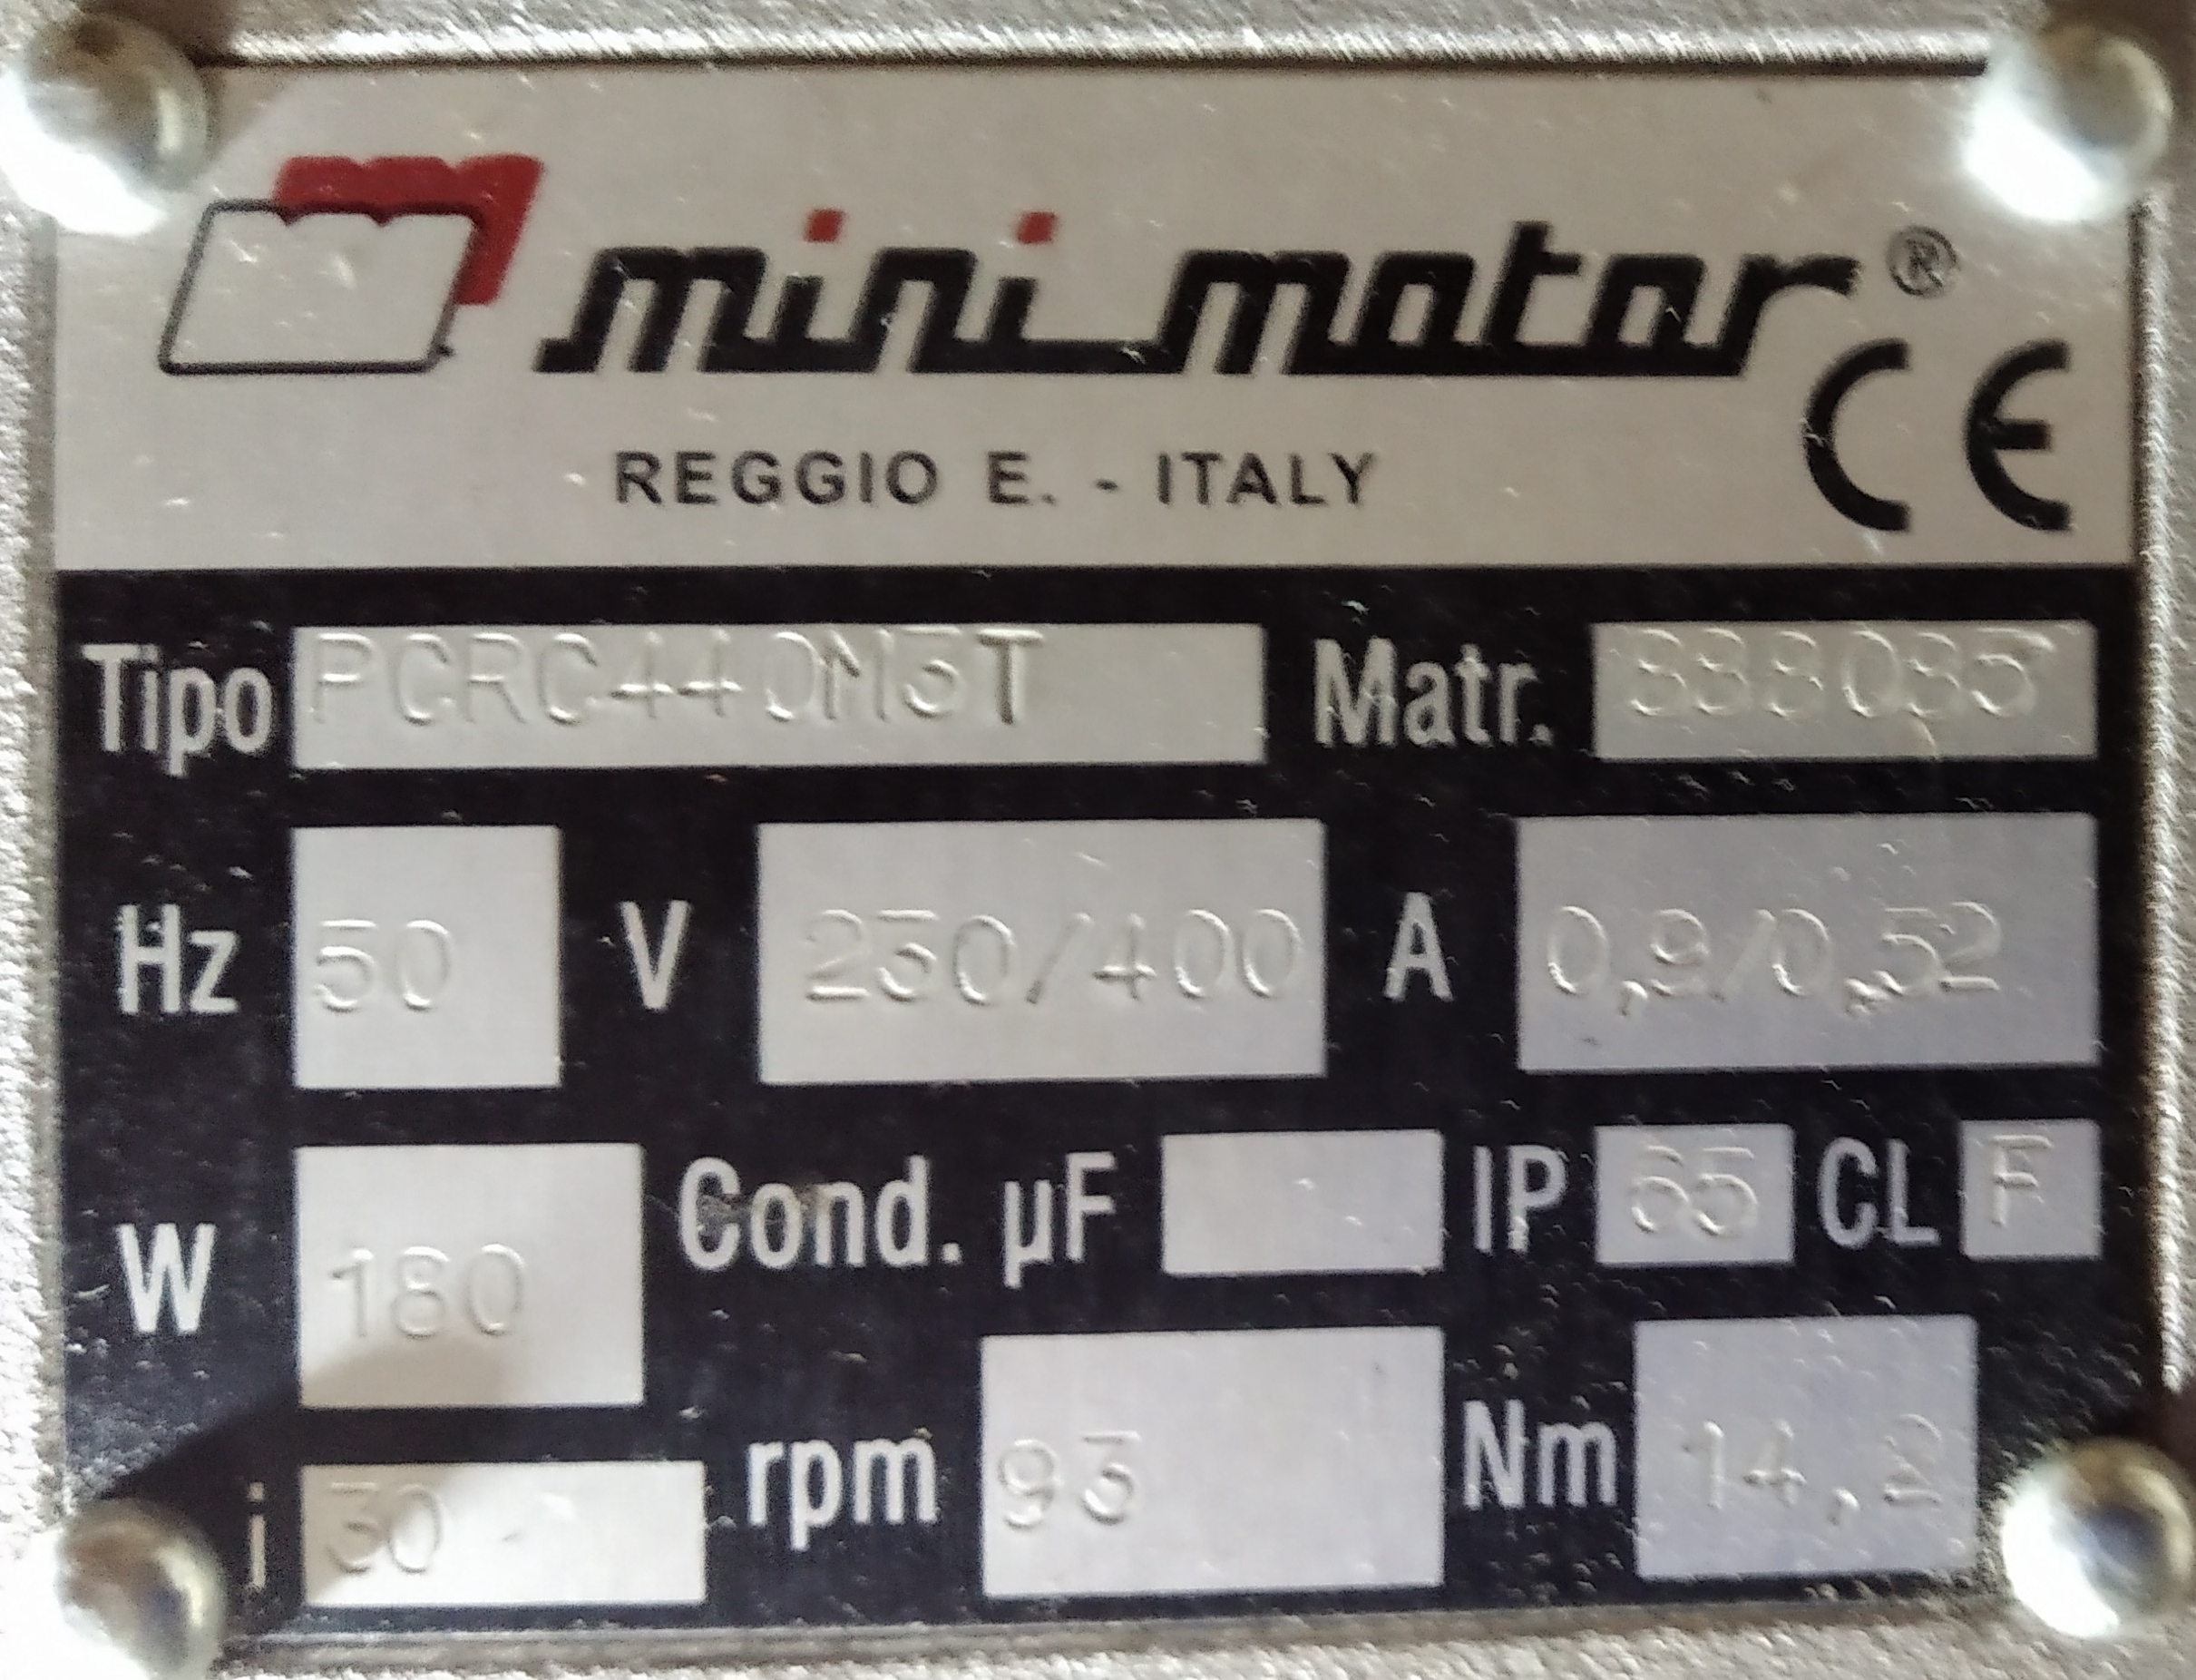 mini motor®
CE
REGGIO E. - ITALY
Tipo PCRC440M3T Matr. 888085
Hz 50 V 230/400 A 0,9/0,52
W 180 Cond. µF IP 65 CL F
i 30 rpm 93 Nm 14,2